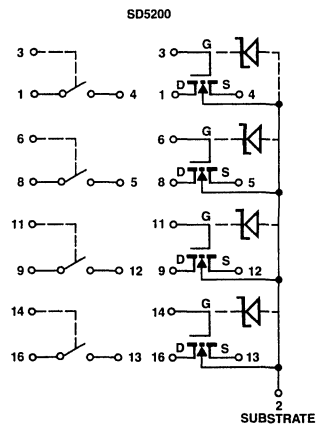 SD5200
3 3 G
1 4 1 D S 4
6 6 G
8 5 8 D S 5
11 11 G
9 12 9 D S 12
14 14 G
16 13 16 D S 13
2
SUBSTRATE